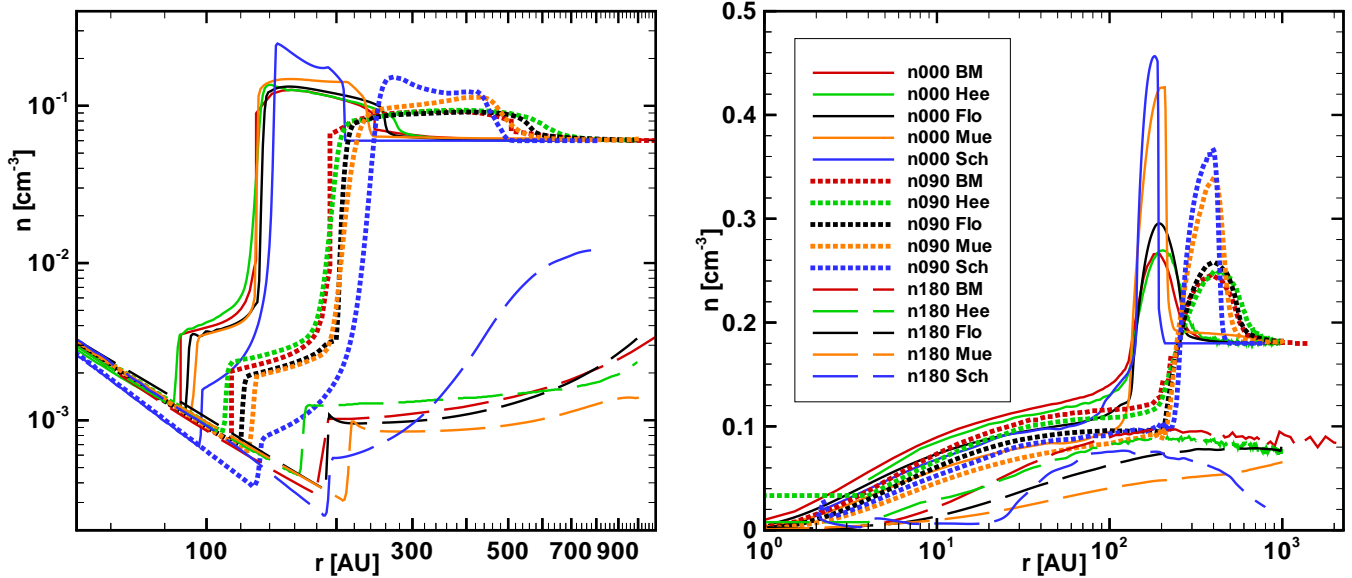 n [cm⁻³]
10⁻¹
10⁻²
10⁻³
100
300
500
700
900
r [AU]
n [cm⁻³]
0.5
0.4
0.3
0.2
0.1
0
10⁰
10¹
10²
10³
r [AU]
n000 BM
n000 Hee
n000 Flo
n000 Mue
n000 Sch
n090 BM
n090 Hee
n090 Flo
n090 Mue
n090 Sch
n180 BM
n180 Hee
n180 Flo
n180 Mue
n180 Sch